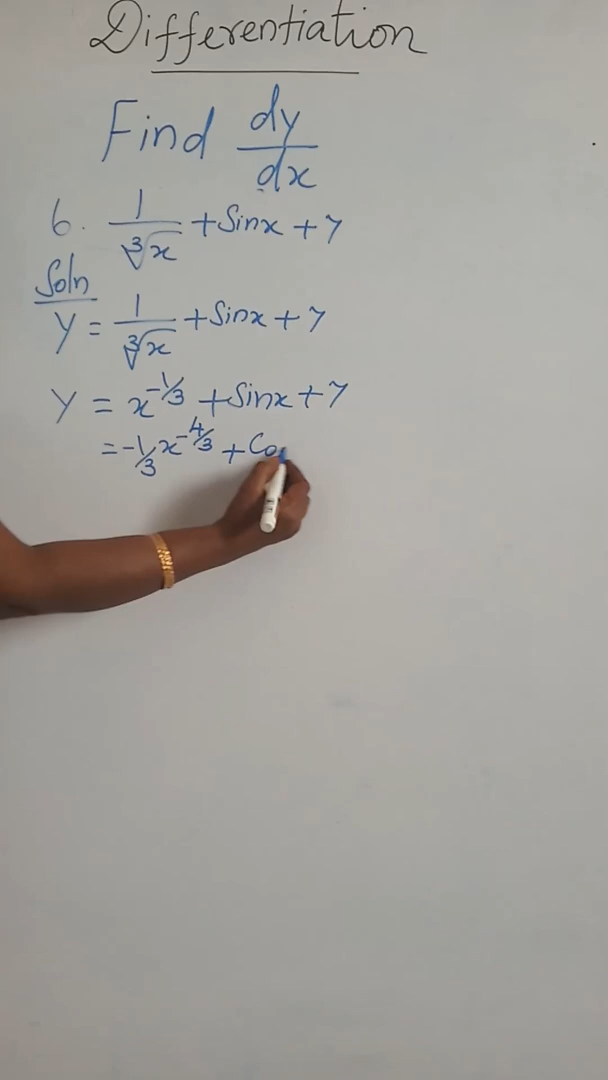 Differentiation
Find dy/dx
6. 1/∛x + Sinx + 7
Soln
Y = 1/∛x + Sinx + 7
Y = x^-1/3 + Sinx + 7
= -1/3 x^-4/3 + Co